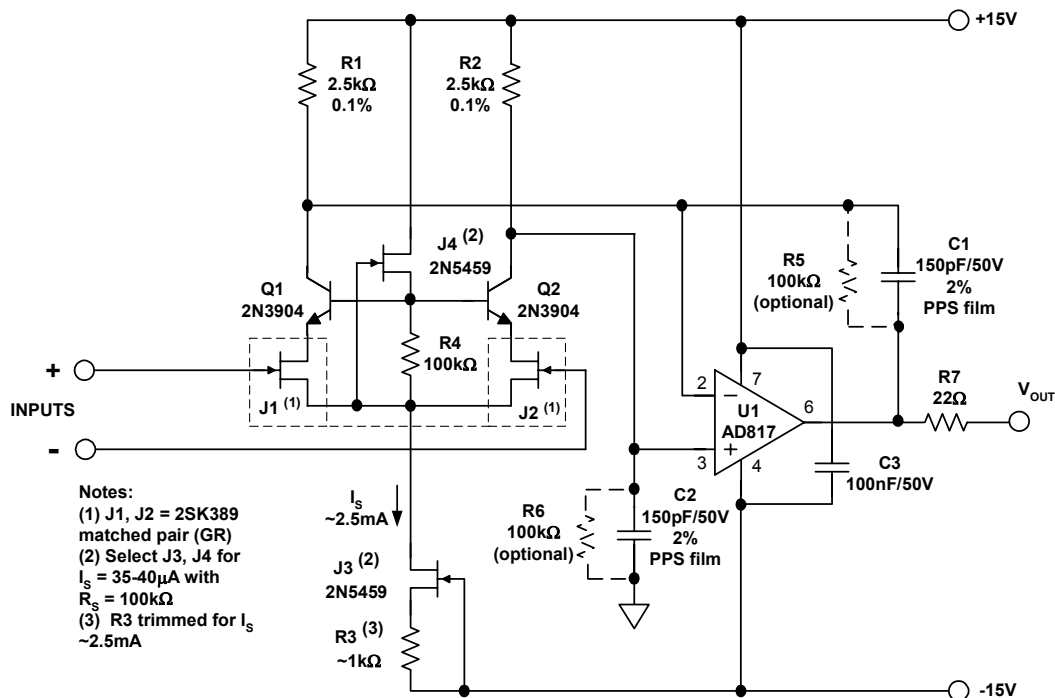 +15V
R1
2.5kΩ
0.1%
R2
2.5kΩ
0.1%
J4 (2)
2N5459
Q1
2N3904
Q2
2N3904
R4
100kΩ
R5
100kΩ
(optional)
C1
150pF/50V
2%
PPS film
+
INPUTS
-
J1 (1)
J2 (1)
2
7
−
U1
AD817
6
+
3
4
R7
22Ω
VOUT
C3
100nF/50V
IS
~2.5mA
R6
100kΩ
(optional)
C2
150pF/50V
2%
PPS film
J3 (2)
2N5459
R3 (3)
~1kΩ
Notes:
(1) J1, J2 = 2SK389
matched pair (GR)
(2) Select J3, J4 for
IS = 35-40μA with
RS = 100kΩ
(3) R3 trimmed for IS
~2.5mA
-15V